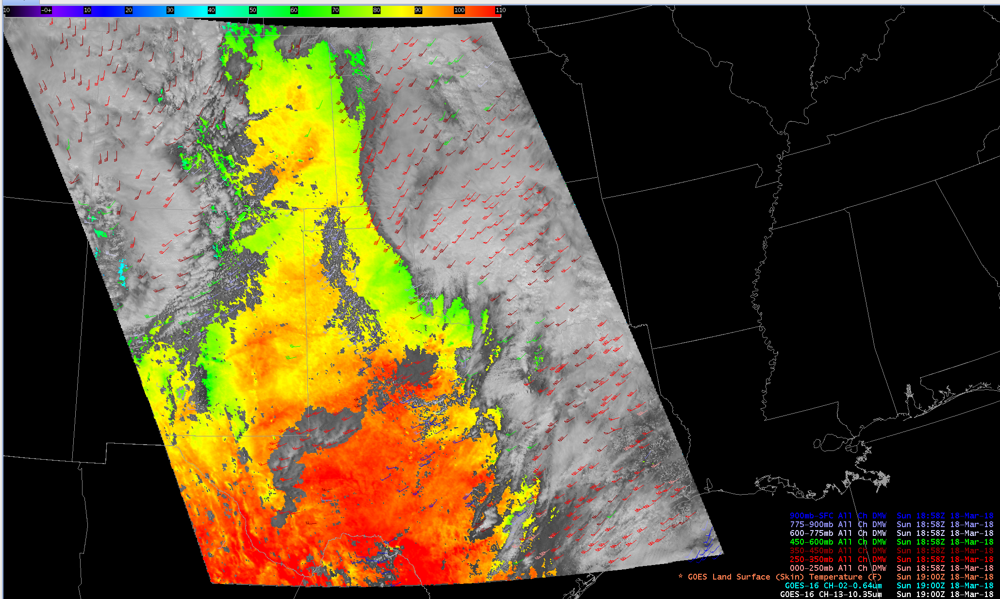 10 -0+ 10 20 30 40 50 60 70 80 90 100 110
900mb-SFC All Ch DMW Sun 18:58Z 18-Mar-18
775-900mb All Ch DMW Sun 18:58Z 18-Mar-18
600-775mb All Ch DMW Sun 18:58Z 18-Mar-18
450-600mb All Ch DMW Sun 18:58Z 18-Mar-18
350-450mb All Ch DMW Sun 18:58Z 18-Mar-18
250-350mb All Ch DMW Sun 18:58Z 18-Mar-18
000-250mb All Ch DMW Sun 18:58Z 18-Mar-18
* GOES Land Surface (Skin) Temperature (F) Sun 19:00Z 18-Mar-18
GOES-16 CH-02-0.64um Sun 19:00Z 18-Mar-18
GOES-16 CH-13-10.35um Sun 19:00Z 18-Mar-18